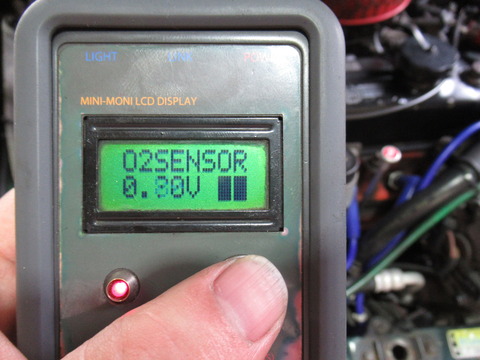 LIGHT
MINI-MONI LCD DISPLAY
O2SENSOR
0.80V